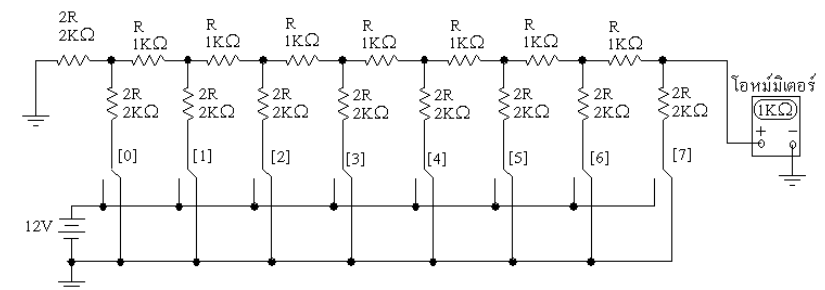 2R
2KΩ
R
1KΩ
R
1KΩ
R
1KΩ
R
1KΩ
R
1KΩ
R
1KΩ
R
1KΩ
2R
2KΩ
2R
2KΩ
2R
2KΩ
2R
2KΩ
2R
2KΩ
2R
2KΩ
2R
2KΩ
2R
2KΩ
โอห์มมิเตอร์
1KΩ
+ −
[0]
[1]
[2]
[3]
[4]
[5]
[6]
[7]
12V